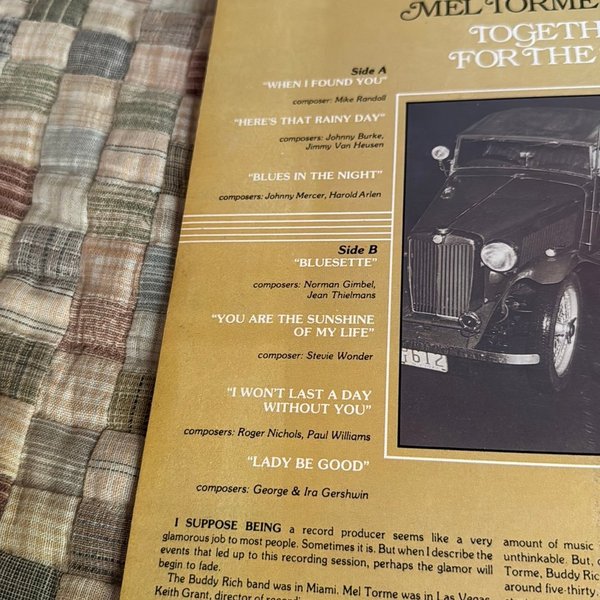 MEL TORME
TOGETH
FOR THE
Side A
"WHEN I FOUND YOU"
composer: Mike Randall
"HERE'S THAT RAINY DAY"
composers: Johnny Burke,
Jimmy Van Heusen
"BLUES IN THE NIGHT"
composers: Johnny Mercer, Harold Arlen
Side B
"BLUESETTE"
composers: Norman Gimbel,
Jean Thielmans
"YOU ARE THE SUNSHINE
OF MY LIFE"
composer: Stevie Wonder
"I WON'T LAST A DAY
WITHOUT YOU"
composers: Roger Nichols, Paul Williams
"LADY BE GOOD"
composers: George & Ira Gershwin
612
I SUPPOSE BEING a record producer seems like a very
glamorous job to most people. Sometimes it is. But when I describe the
events that led up to this recording session, perhaps the glamor will
begin to fade.
The Buddy Rich band was in Miami. Mel Torme was in Las Vegas.
Keith Grant, director of
amount of music
unthinkable. But,
Torme, Buddy Ric
around five-thirty.